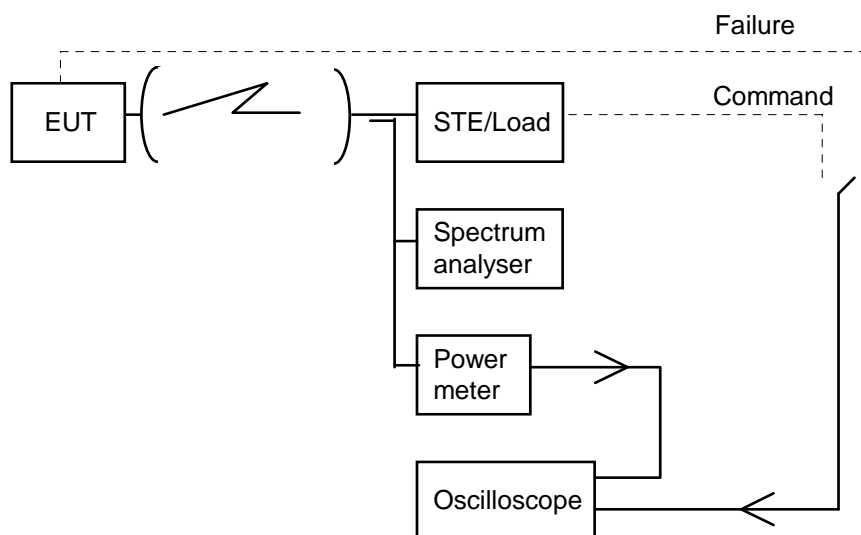 Failure
Command
EUT
STE/Load
Spectrum
analyser
Power
meter
Oscilloscope